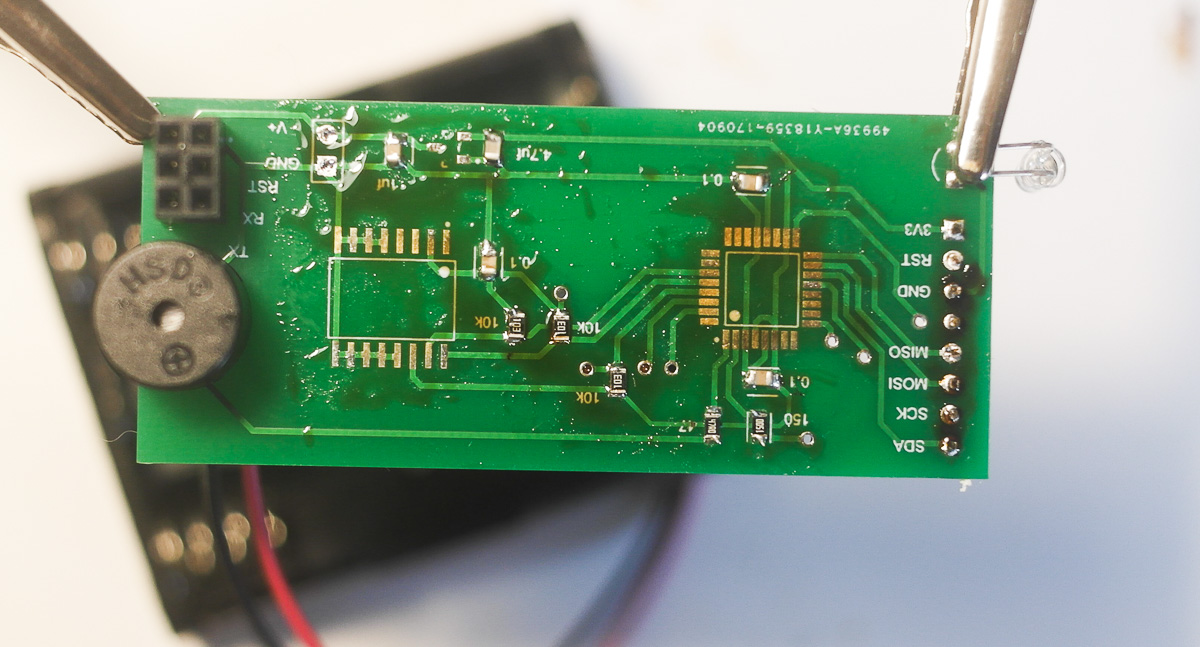 49936A-Y18359-170904
V+
GND
RST
RX
TX
HSD
4.7uf
0.1
0.1
10k
10k
10k
0.1
47
150
3V3
RST
GND
MISO
MOSI
SCK
SDA